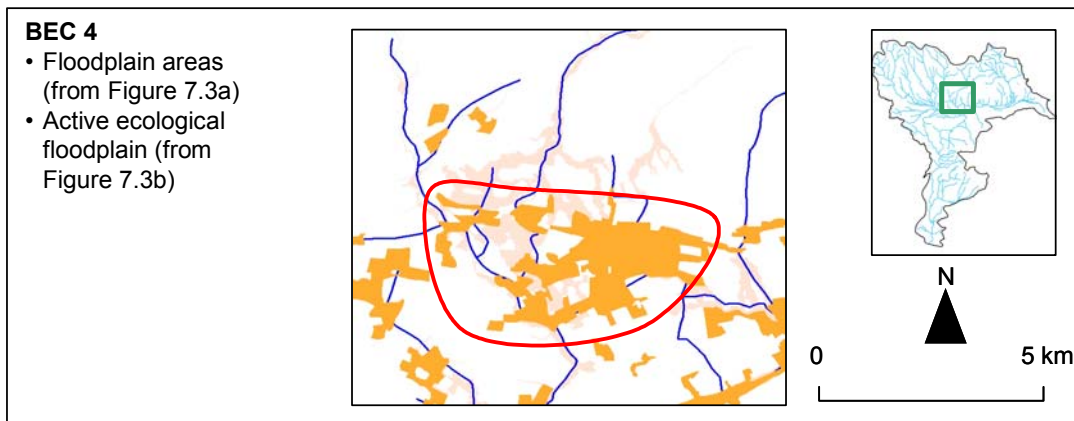 BEC 4
• Floodplain areas
(from Figure 7.3a)
• Active ecological
floodplain (from
Figure 7.3b)
N
0 5 km